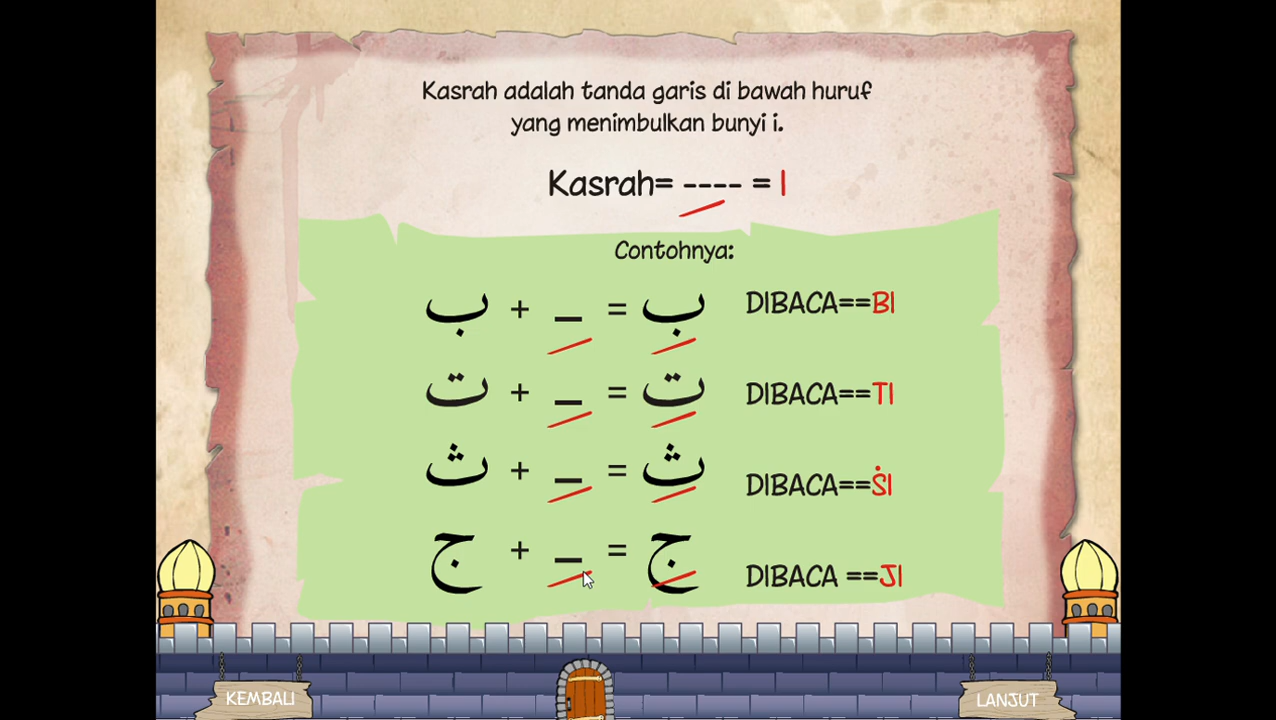 Kasrah adalah tanda garis di bawah huruf
yang menimbulkan bunyi i.
Kasrah= ---- = I
Contohnya:
ب + _ = بِ DIBACA==BI
ت + _ = تِ DIBACA==TI
ث + _ = ثِ DIBACA==ṠI
ج + _ = جِ DIBACA ==JI
KEMBALI
LANJUT